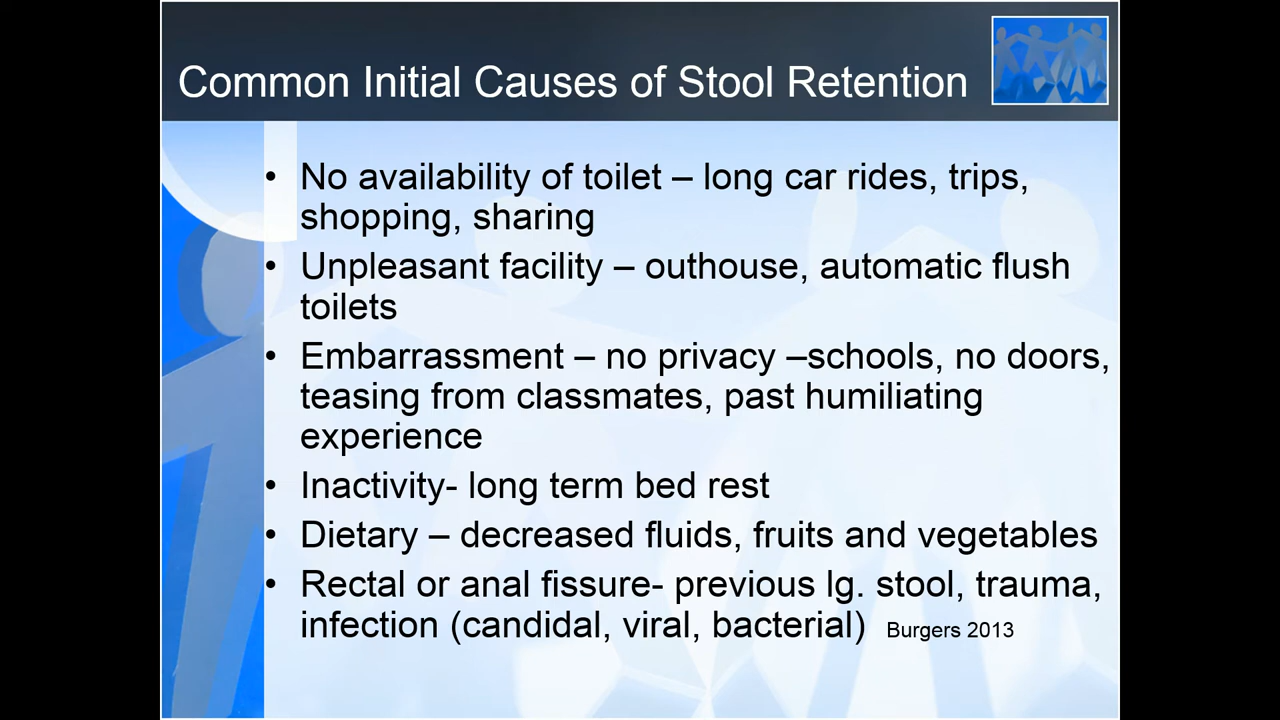 Common Initial Causes of Stool Retention
• No availability of toilet – long car rides, trips,
shopping, sharing
• Unpleasant facility – outhouse, automatic flush
toilets
• Embarrassment – no privacy –schools, no doors,
teasing from classmates, past humiliating
experience
• Inactivity- long term bed rest
• Dietary – decreased fluids, fruits and vegetables
• Rectal or anal fissure- previous lg. stool, trauma,
infection (candidal, viral, bacterial) Burgers 2013